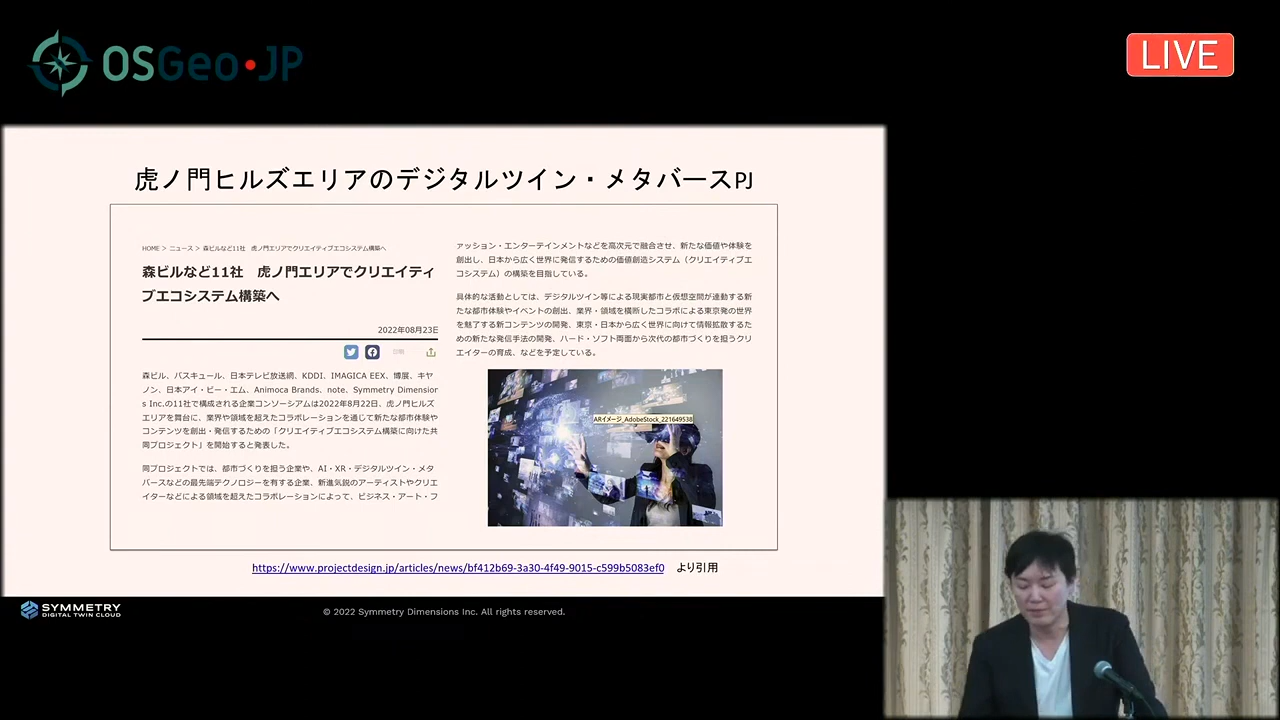 OSGeo・JP
LIVE
虎ノ門ヒルズエリアのデジタルツイン・メタバースPJ
HOME > ニュース > 森ビルなど11社 虎ノ門エリアでクリエイティブエコシステム構築へ
森ビルなど11社 虎ノ門エリアでクリエイティ
ブエコシステム構築へ
2022年08月23日
印刷
森ビル、バスキュール、日本テレビ放送網、KDDI、IMAGICA EEX、博展、キヤ
ノン、日本アイ・ビー・エム、Animoca Brands、note、Symmetry Dimension
s Inc.の11社で構成される企業コンソーシアムは2022年8月22日、虎ノ門ヒルズ
エリアを舞台に、業界や領域を超えたコラボレーションを通じて新たな都市体験や
コンテンツを創出・発信するための「クリエイティブエコシステム構築に向けた共
同プロジェクト」を開始すると発表した。
同プロジェクトでは、都市づくりを担う企業や、AI・XR・デジタルツイン・メタ
バースなどの最先端テクノロジーを有する企業、新進気鋭のアーティストやクリエ
イターなどによる領域を超えたコラボレーションによって、ビジネス・アート・フ
ァッション・エンターテインメントなどを高次元で融合させ、新たな価値や体験を
創出し、日本から広く世界に発信するための価値創造システム（クリエイティブエ
コシステム）の構築を目指している。
具体的な活動としては、デジタルツイン等による現実都市と仮想空間が連動する新
たな都市体験やイベントの創出、業界・領域を横断したコラボによる東京発の世界
を魅了する新コンテンツの開発、東京・日本から広く世界に向けて情報拡散するた
めの新たな発信手法の開発、ハード・ソフト両面から次代の都市づくりを担うクリ
エイターの育成、などを予定している。
ARイメージ_AdobeStock_221649538
https://www.projectdesign.jp/articles/news/bf412b69-3a30-4f49-9015-c599b5083ef0 より引用
SYMMETRY
DIGITAL TWIN CLOUD
© 2022 Symmetry Dimensions Inc. All rights reserved.